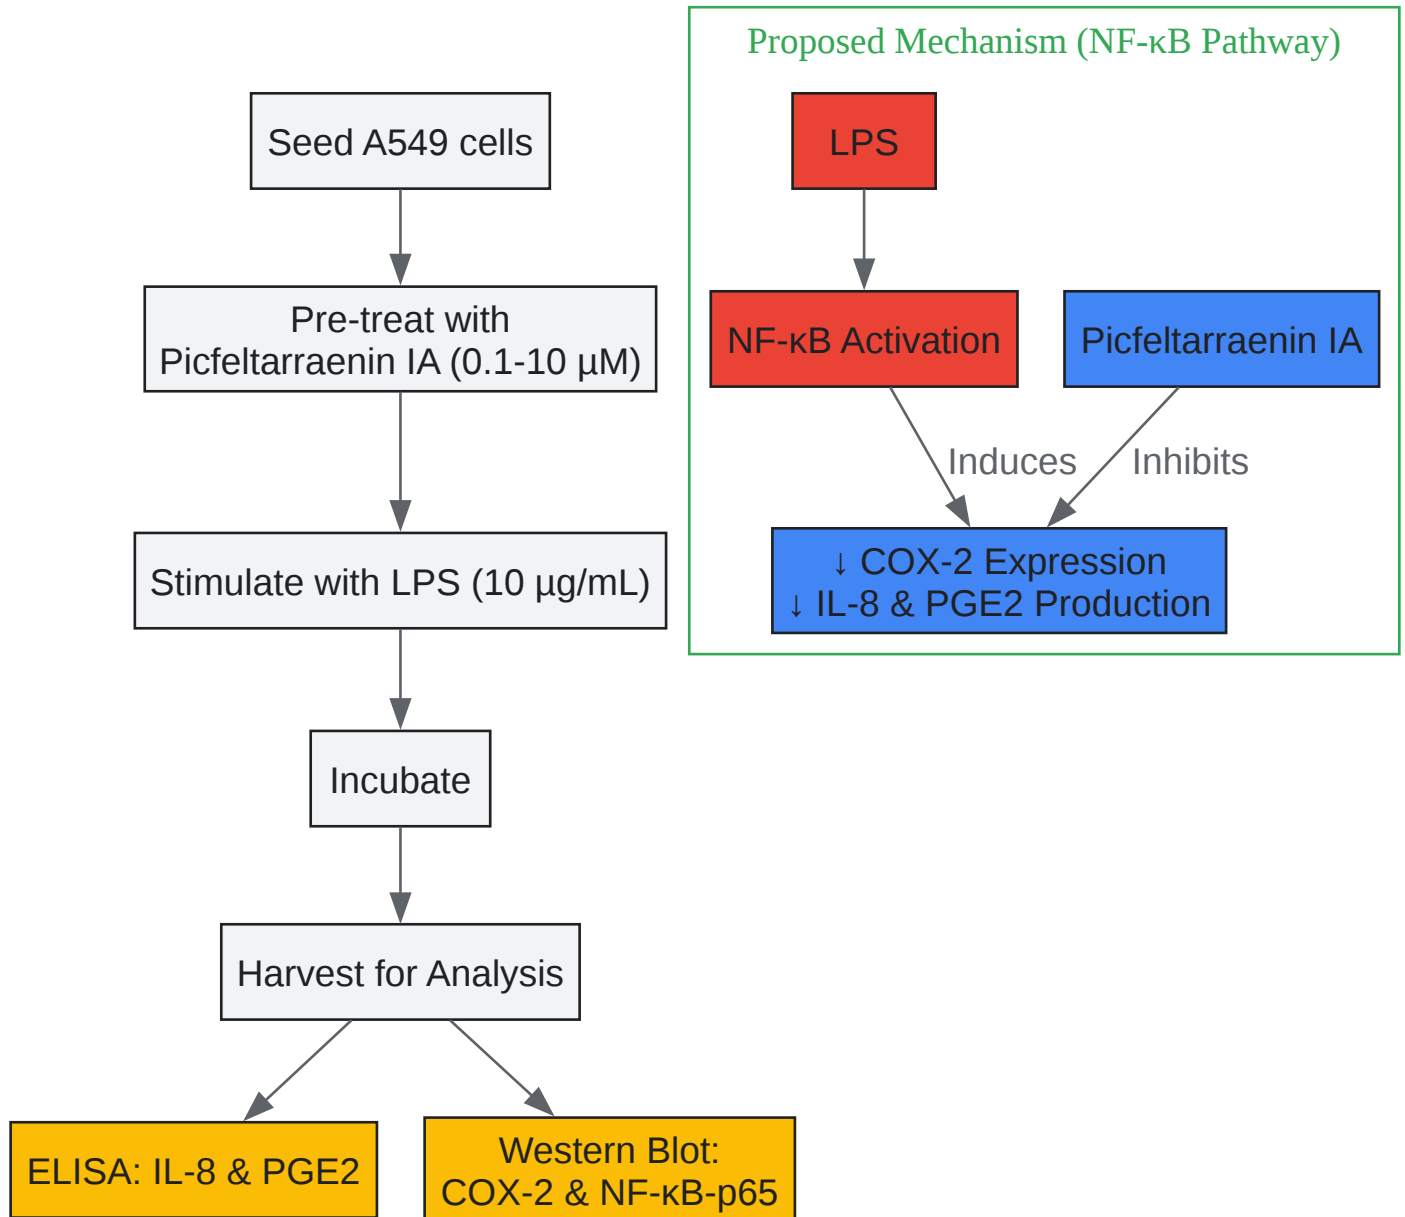 Proposed Mechanism (NF-κB Pathway)
Seed A549 cells
LPS
Pre-treat with
Picfeltarraenin IA (0.1-10 µM)
NF-κB Activation
Picfeltarraenin IA
Induces
Inhibits
Stimulate with LPS (10 µg/mL)
↓ COX-2 Expression
↓ IL-8 & PGE2 Production
Incubate
Harvest for Analysis
ELISA: IL-8 & PGE2
Western Blot:
COX-2 & NF-κB-p65